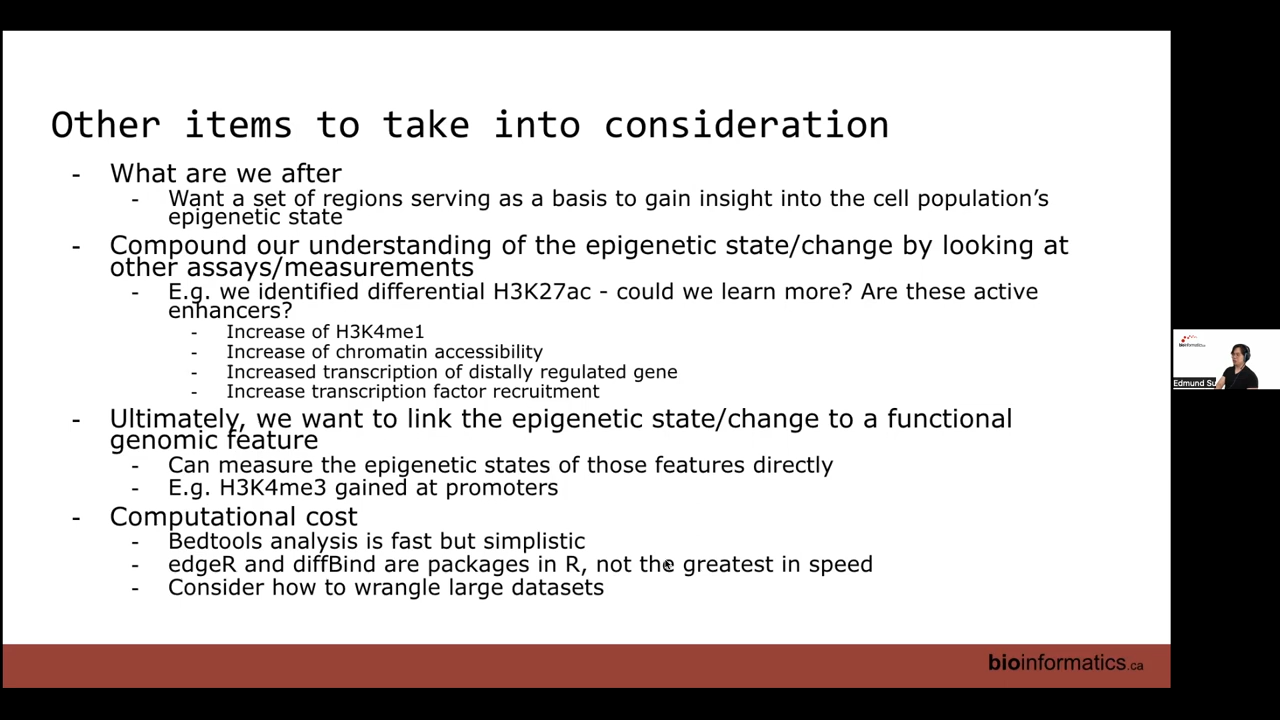 Other items to take into consideration
- What are we after
- Want a set of regions serving as a basis to gain insight into the cell population's
epigenetic state
- Compound our understanding of the epigenetic state/change by looking at
other assays/measurements
- E.g. we identified differential H3K27ac - could we learn more? Are these active
enhancers?
- Increase of H3K4me1
- Increase of chromatin accessibility
- Increased transcription of distally regulated gene
- Increase transcription factor recruitment
- Ultimately, we want to link the epigenetic state/change to a functional
genomic feature
- Can measure the epigenetic states of those features directly
- E.g. H3K4me3 gained at promoters
- Computational cost
- Bedtools analysis is fast but simplistic
- edgeR and diffBind are packages in R, not the greatest in speed
- Consider how to wrangle large datasets
bioinformatics.ca
Edmund Su